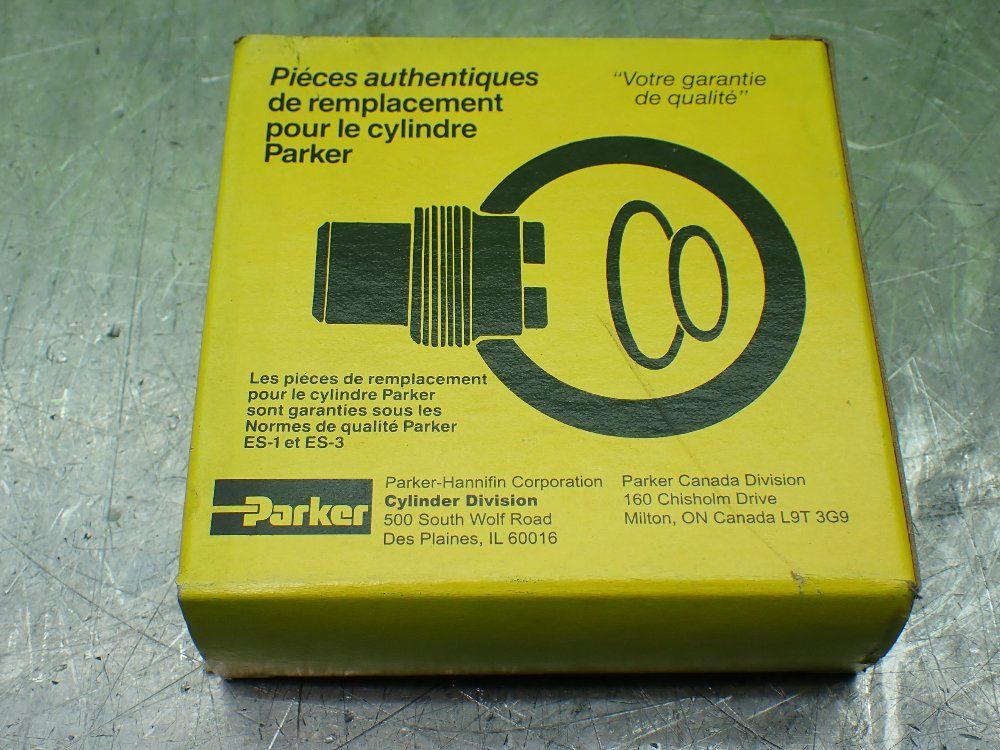 Piéces authentiques
de remplacement
pour le cylindre
Parker
"Votre garantie
de qualité"
Les piéces de remplacement
pour le cylindre Parker
sont garanties sous les
Normes de qualité Parker
ES-1 et ES-3
Parker
Parker-Hannifin Corporation
Cylinder Division
500 South Wolf Road
Des Plaines, IL 60016
Parker Canada Division
160 Chisholm Drive
Milton, ON Canada L9T 3G9